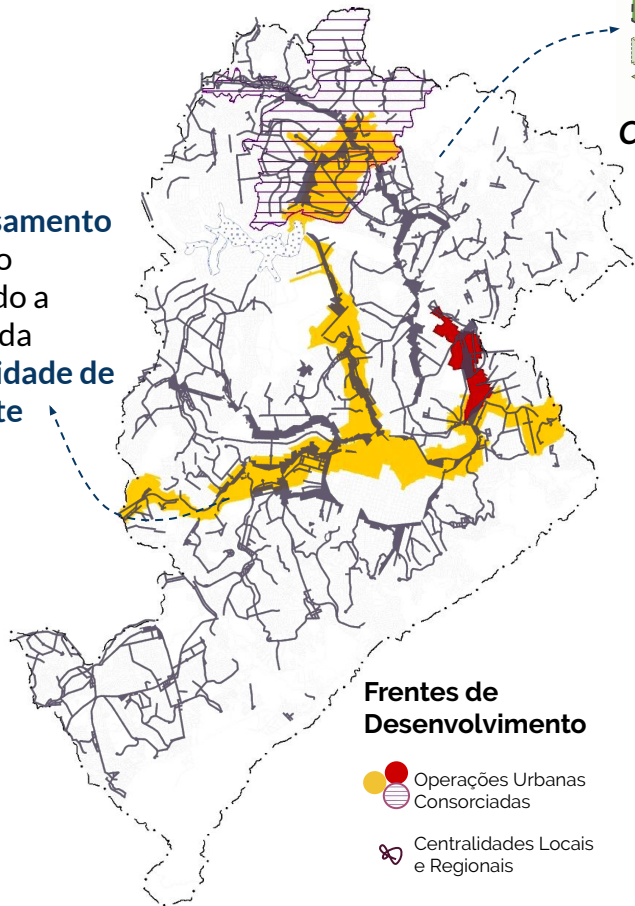 samento
o
do a
da
idade de
te
C
Frentes de
Desenvolvimento
Operações Urbanas
Consorciadas
Centralidades Locais
e Regionais